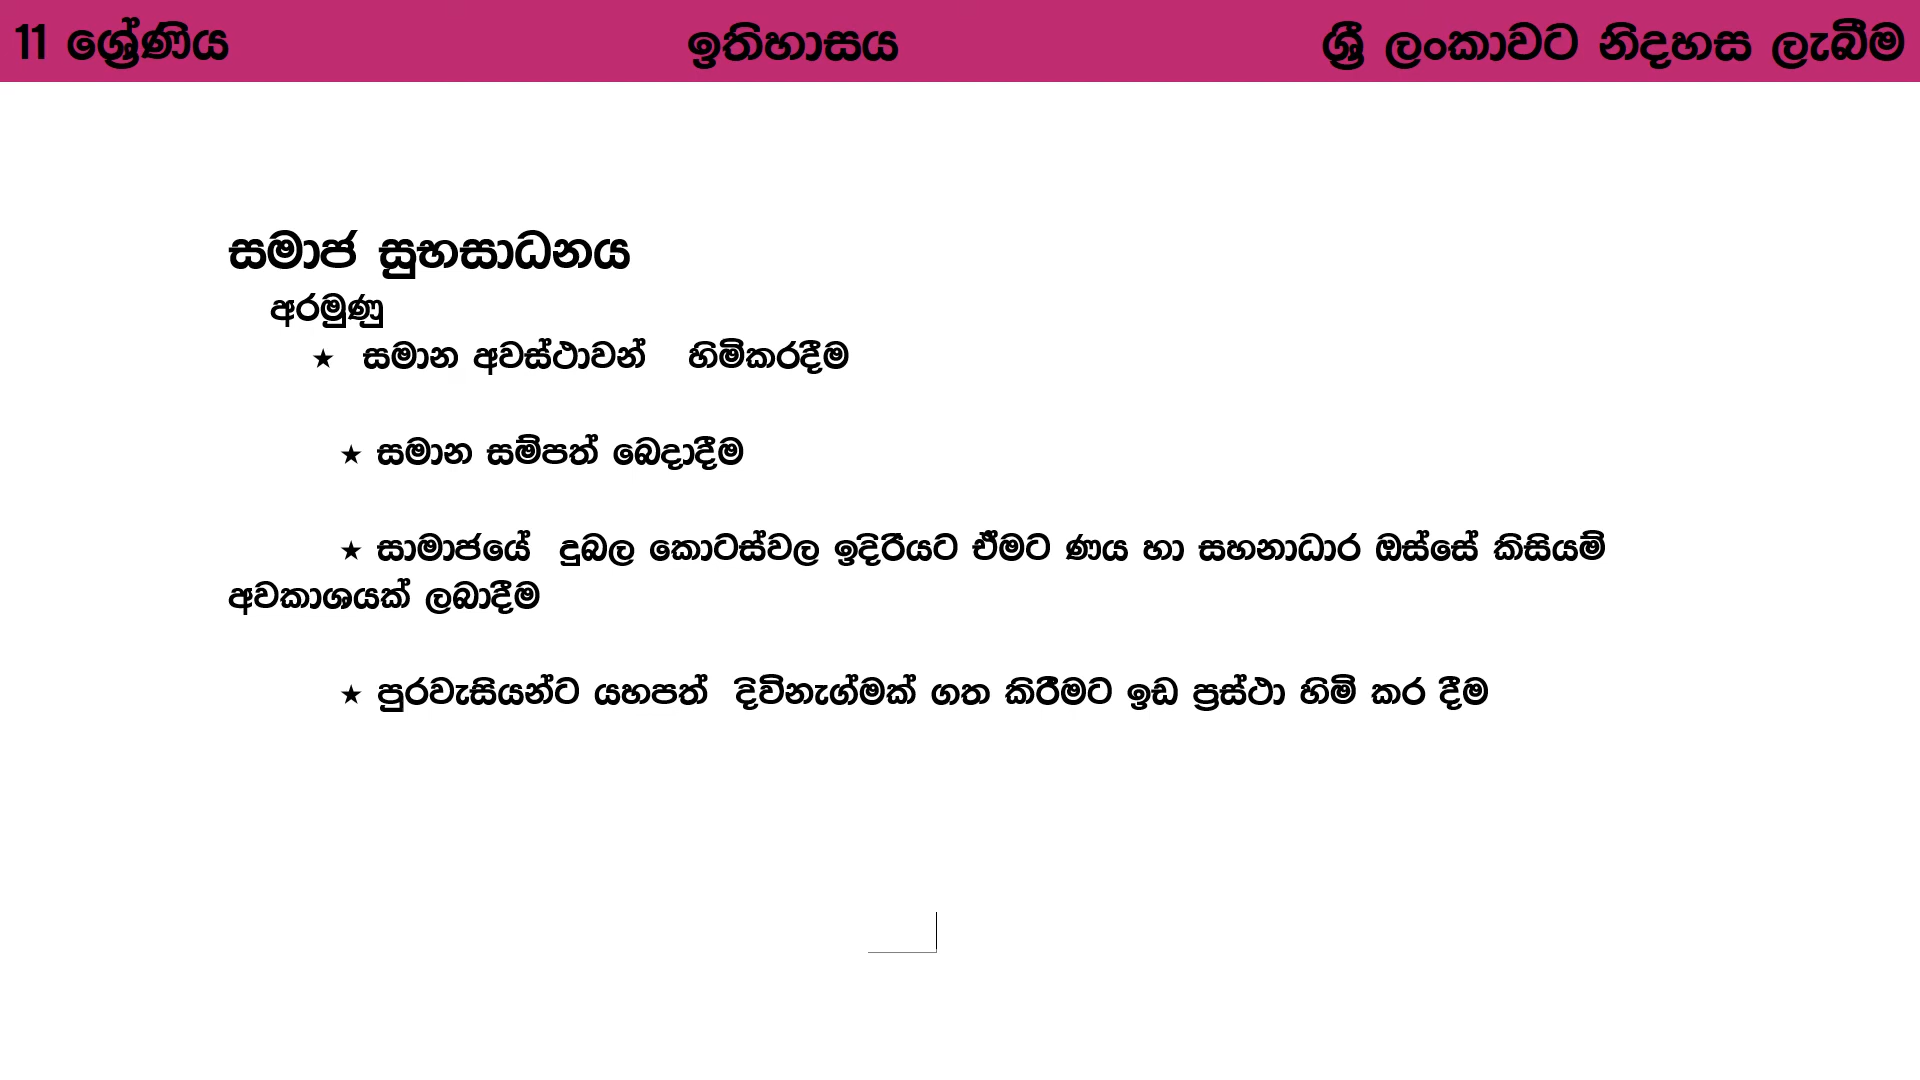 11 ශ්‍රේණිය ඉතිහාසය ශ්‍රී ලංකාවට නිදහස ලැබීම
සමාජ සුභසාධනය
අරමුණු
★ සමාන අවස්ථාවන් හිමිකරදීම
★ සමාන සම්පත් බෙදාදීම
★ සාමාජයේ දුබල කොටස්වල ඉදිරියට ඒමට ණය හා සහනාධාර ඔස්සේ කිසියම්
අවකාශයක් ලබාදීම
★ පුරවැසියන්ට යහපත් දිවිනැග්මක් ගත කිරීමට ඉඩ ප්‍රස්ථා හිමි කර දීම